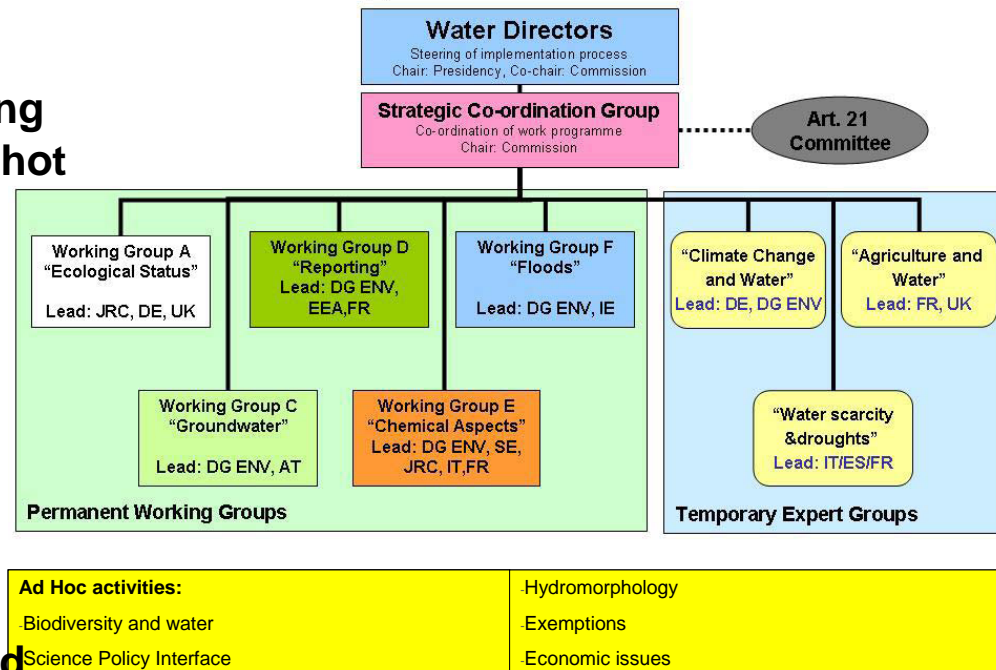 Water Directors
Steering of implementation process
Chair: Presidency, Co-chair: Commission
ng
hot
Strategic Co-ordination Group
Co-ordination of work programme
Chair: Commission
Art. 21
Committee
Working Group A
“Ecological Status”
Lead: JRC, DE, UK
Working Group D
“Reporting”
Lead: DG ENV,
EEA,FR
Working Group F
“Floods”
Lead: DG ENV, IE
“Climate Change
and Water”
Lead: DE, DG ENV
“Agriculture and
Water”
Lead: FR, UK
Working Group C
“Groundwater”
Lead: DG ENV, AT
Working Group E
“Chemical Aspects”
Lead: DG ENV, SE,
JRC, IT,FR
“Water scarcity
&droughts”
Lead: IT/ES/FR
Permanent Working Groups
Temporary Expert Groups
Ad Hoc activities:
-Biodiversity and water
d
Science Policy Interface
-Hydromorphology
-Exemptions
-Economic issues